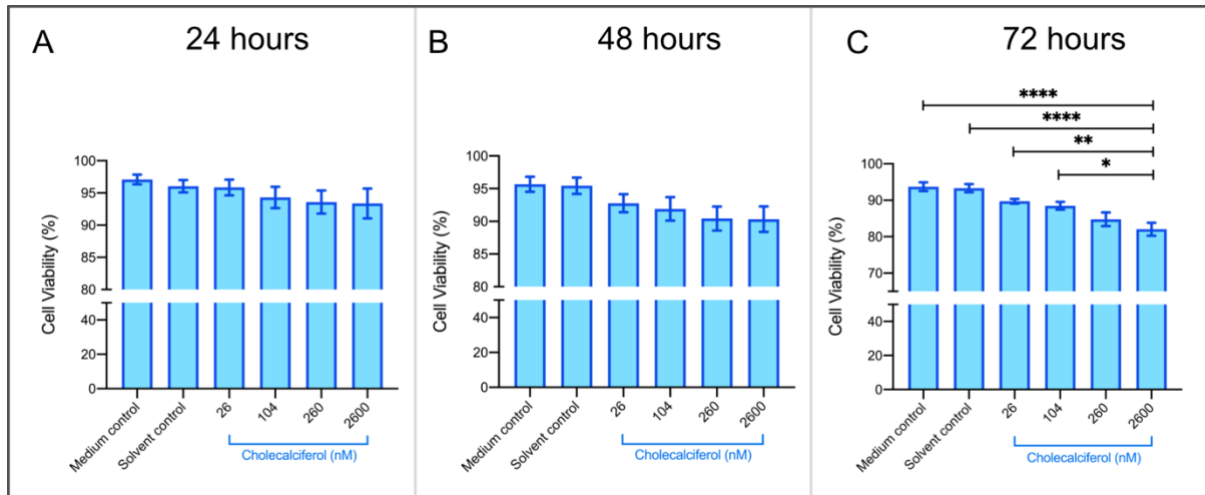 A
24 hours
Cell Viability (%)
100
95
90
85
80
40
20
0
Medium control
Solvent control
26
104
260
2600
Cholecalciferol (nM)
B
48 hours
Cell Viability (%)
100
95
90
85
80
40
20
0
Medium control
Solvent control
26
104
260
2600
Cholecalciferol (nM)
C
72 hours
****
****
**
*
Cell Viability (%)
100
90
80
70
40
20
0
Medium control
Solvent control
26
104
260
2600
Cholecalciferol (nM)